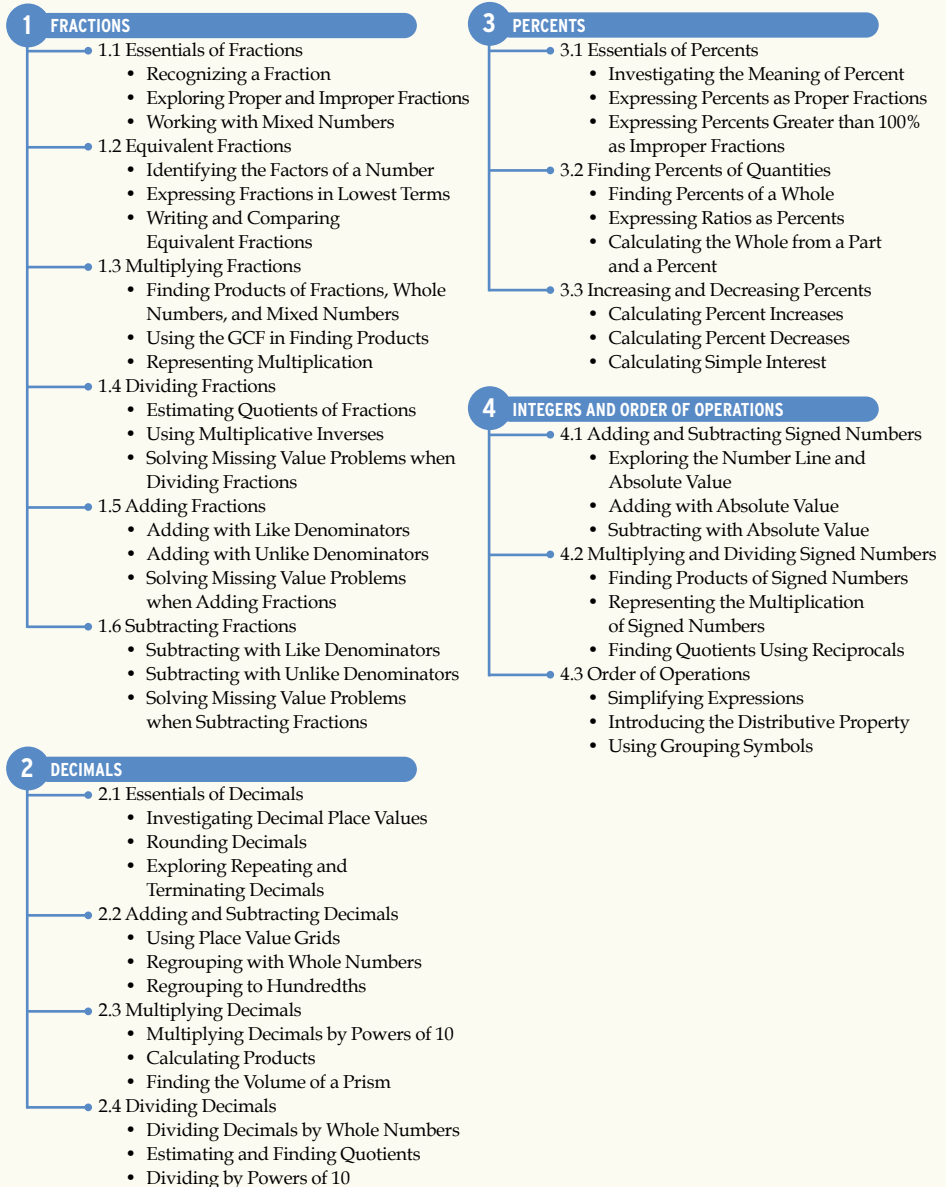 1 FRACTIONS
1.1 Essentials of Fractions
• Recognizing a Fraction
• Exploring Proper and Improper Fractions
• Working with Mixed Numbers
1.2 Equivalent Fractions
• Identifying the Factors of a Number
• Expressing Fractions in Lowest Terms
• Writing and Comparing
Equivalent Fractions
1.3 Multiplying Fractions
• Finding Products of Fractions, Whole
Numbers, and Mixed Numbers
• Using the GCF in Finding Products
• Representing Multiplication
1.4 Dividing Fractions
• Estimating Quotients of Fractions
• Using Multiplicative Inverses
• Solving Missing Value Problems when
Dividing Fractions
1.5 Adding Fractions
• Adding with Like Denominators
• Adding with Unlike Denominators
• Solving Missing Value Problems
when Adding Fractions
1.6 Subtracting Fractions
• Subtracting with Like Denominators
• Subtracting with Unlike Denominators
• Solving Missing Value Problems
when Subtracting Fractions
2 DECIMALS
2.1 Essentials of Decimals
• Investigating Decimal Place Values
• Rounding Decimals
• Exploring Repeating and
Terminating Decimals
2.2 Adding and Subtracting Decimals
• Using Place Value Grids
• Regrouping with Whole Numbers
• Regrouping to Hundredths
2.3 Multiplying Decimals
• Multiplying Decimals by Powers of 10
• Calculating Products
• Finding the Volume of a Prism
2.4 Dividing Decimals
• Dividing Decimals by Whole Numbers
• Estimating and Finding Quotients
• Dividing by Powers of 10
3 PERCENTS
3.1 Essentials of Percents
• Investigating the Meaning of Percent
• Expressing Percents as Proper Fractions
• Expressing Percents Greater than 100%
as Improper Fractions
3.2 Finding Percents of Quantities
• Finding Percents of a Whole
• Expressing Ratios as Percents
• Calculating the Whole from a Part
and a Percent
3.3 Increasing and Decreasing Percents
• Calculating Percent Increases
• Calculating Percent Decreases
• Calculating Simple Interest
4 INTEGERS AND ORDER OF OPERATIONS
4.1 Adding and Subtracting Signed Numbers
• Exploring the Number Line and
Absolute Value
• Adding with Absolute Value
• Subtracting with Absolute Value
4.2 Multiplying and Dividing Signed Numbers
• Finding Products of Signed Numbers
• Representing the Multiplication
of Signed Numbers
• Finding Quotients Using Reciprocals
4.3 Order of Operations
• Simplifying Expressions
• Introducing the Distributive Property
• Using Grouping Symbols